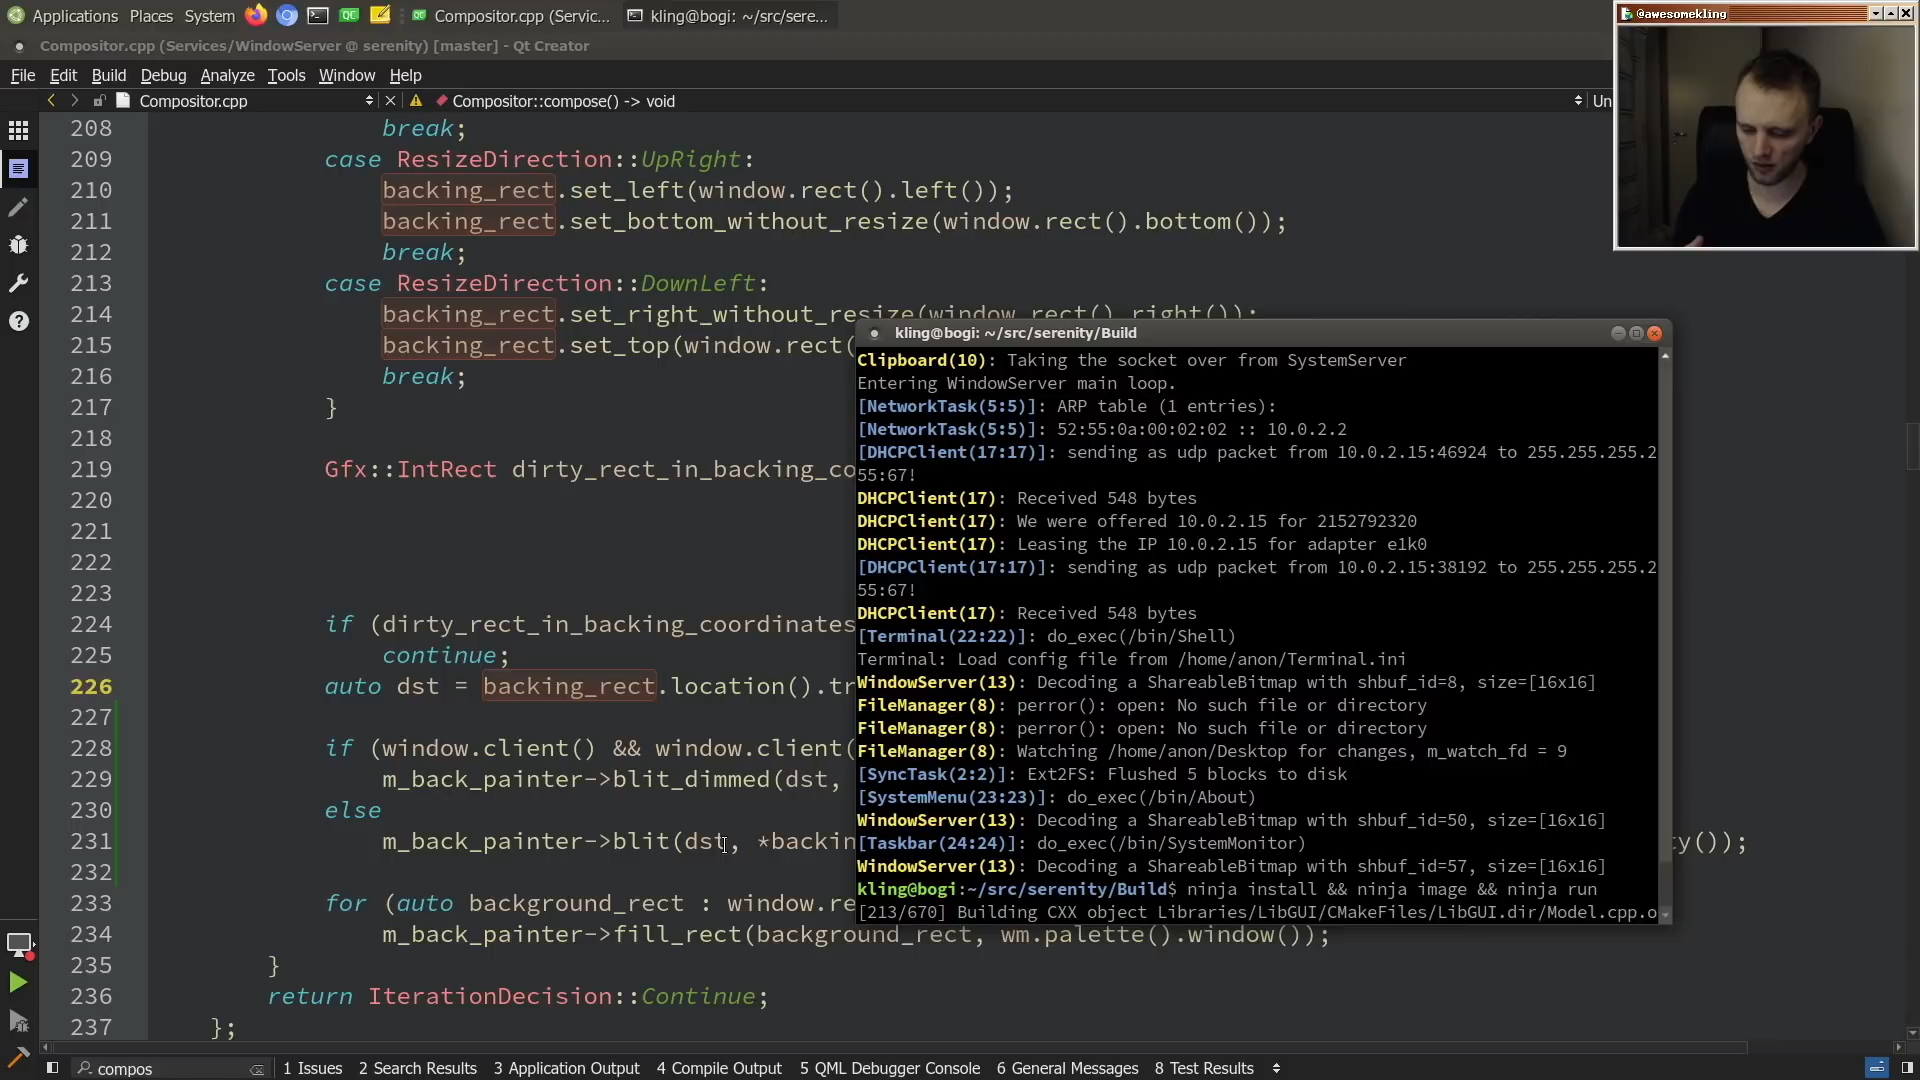 Applications Places System Compositor.cpp (Servic... kling@bogi: ~/src/sere...
@awesomekling
Compositor.cpp (Services/WindowServer @ serenity) [master] - Qt Creator
File Edit Build Debug Analyze Tools Window Help
Compositor.cpp Compositor::compose() -> void Un
208 break;
209 case ResizeDirection::UpRight:
210 backing_rect.set_left(window.rect().left());
211 backing_rect.set_bottom_without_resize(window.rect().bottom());
212 break;
213 case ResizeDirection::DownLeft:
214 backing_rect.set_right_without_resize(window.rect().right());
215 backing_rect.set_top(window.rect(
216 break;
217 }
218
219 Gfx::IntRect dirty_rect_in_backing_co
220
221
222
223
224 if (dirty_rect_in_backing_coordinates
225 continue;
226 auto dst = backing_rect.location().tr
227
228 if (window.client() && window.client(
229 m_back_painter->blit_dimmed(dst,
230 else
231 m_back_painter->blit(dst, *backin ty());
232
233 for (auto background_rect : window.re
234 m_back_painter->fill_rect(background_rect, wm.palette().window());
235 }
236 return IterationDecision::Continue;
237 };
kling@bogi: ~/src/serenity/Build
Clipboard(10): Taking the socket over from SystemServer
Entering WindowServer main loop.
[NetworkTask(5:5)]: ARP table (1 entries):
[NetworkTask(5:5)]: 52:55:0a:00:02:02 :: 10.0.2.2
[DHCPClient(17:17)]: sending as udp packet from 10.0.2.15:46924 to 255.255.255.2
55:67!
DHCPClient(17): Received 548 bytes
DHCPClient(17): We were offered 10.0.2.15 for 2152792320
DHCPClient(17): Leasing the IP 10.0.2.15 for adapter e1k0
[DHCPClient(17:17)]: sending as udp packet from 10.0.2.15:38192 to 255.255.255.2
55:67!
DHCPClient(17): Received 548 bytes
[Terminal(22:22)]: do_exec(/bin/Shell)
Terminal: Load config file from /home/anon/Terminal.ini
WindowServer(13): Decoding a ShareableBitmap with shbuf_id=8, size=[16x16]
FileManager(8): perror(): open: No such file or directory
FileManager(8): perror(): open: No such file or directory
FileManager(8): Watching /home/anon/Desktop for changes, m_watch_fd = 9
[SyncTask(2:2)]: Ext2FS: Flushed 5 blocks to disk
[SystemMenu(23:23)]: do_exec(/bin/About)
WindowServer(13): Decoding a ShareableBitmap with shbuf_id=50, size=[16x16]
[Taskbar(24:24)]: do_exec(/bin/SystemMonitor)
WindowServer(13): Decoding a ShareableBitmap with shbuf_id=57, size=[16x16]
kling@bogi:~/src/serenity/Build$ ninja install && ninja image && ninja run
[213/670] Building CXX object Libraries/LibGUI/CMakeFiles/LibGUI.dir/Model.cpp.o
compos 1 Issues 2 Search Results 3 Application Output 4 Compile Output 5 QML Debugger Console 6 General Messages 8 Test Results